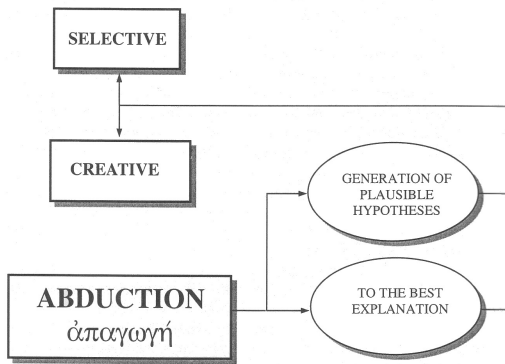 SELECTIVE
CREATIVE
GENERATION OF
PLAUSIBLE
HYPOTHESES
ABDUCTION
ἀπαγωγή
TO THE BEST
EXPLANATION